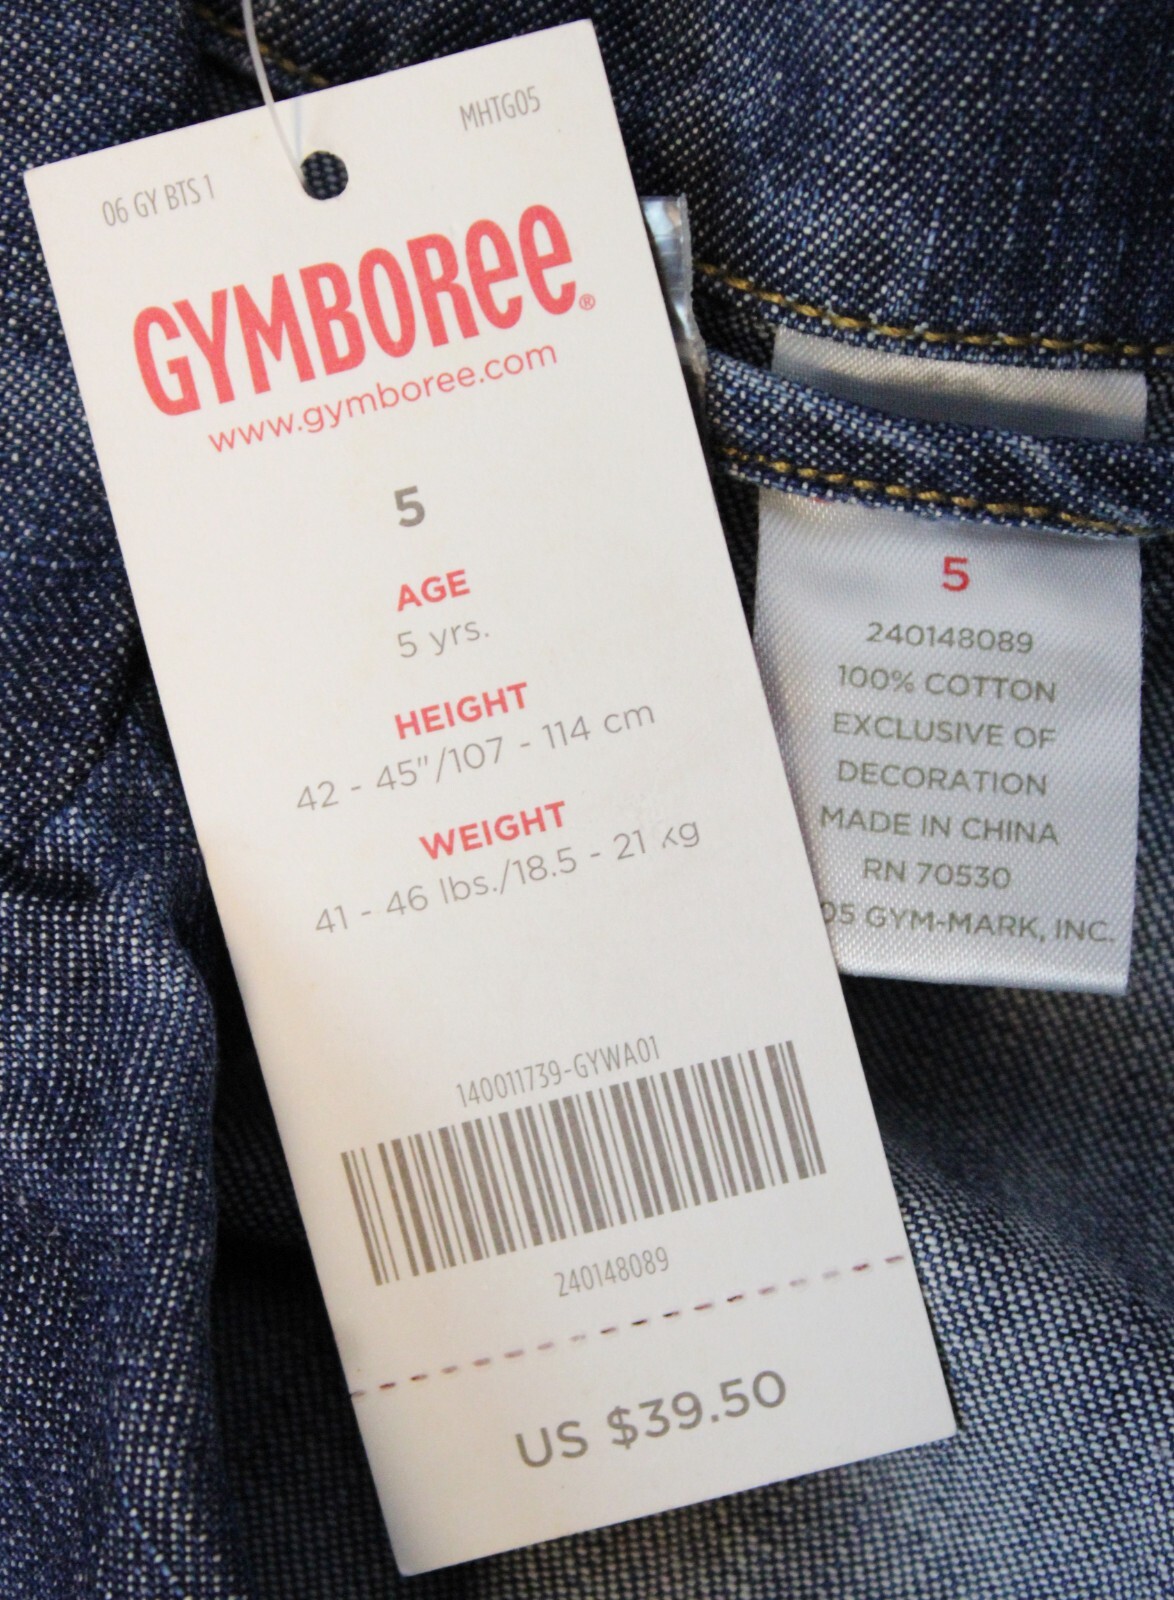 06 GY BTS 1
MHTG05
GYMBOREE®
www.gymboree.com
5
AGE
5 yrs.
HEIGHT
42 - 45"/107 - 114 cm
WEIGHT
41 - 46 lbs./18.5 - 21 kg
140011739-GYWA01
240148089
US $39.50
5
240148089
100% COTTON
EXCLUSIVE OF
DECORATION
MADE IN CHINA
RN 70530
05 GYM-MARK, INC.